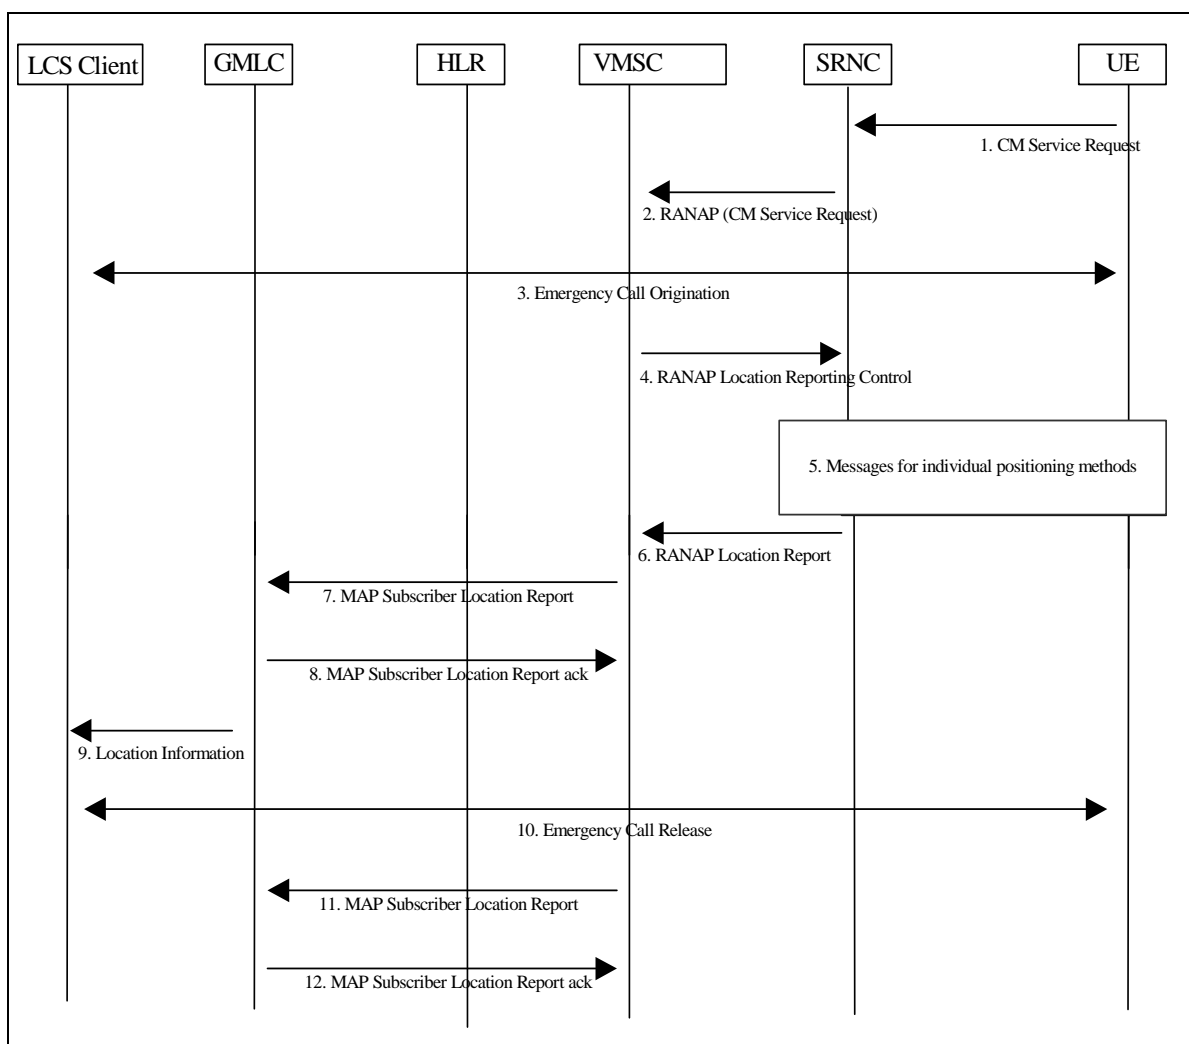 LCS Client
GMLC
HLR
VMSC
SRNC
UE
1. CM Service Request
2. RANAP (CM Service Request)
3. Emergency Call Origination
4. RANAP Location Reporting Control
5. Messages for individual positioning methods
6. RANAP Location Report
7. MAP Subscriber Location Report
8. MAP Subscriber Location Report ack
9. Location Information
10. Emergency Call Release
11. MAP Subscriber Location Report
12. MAP Subscriber Location Report ack